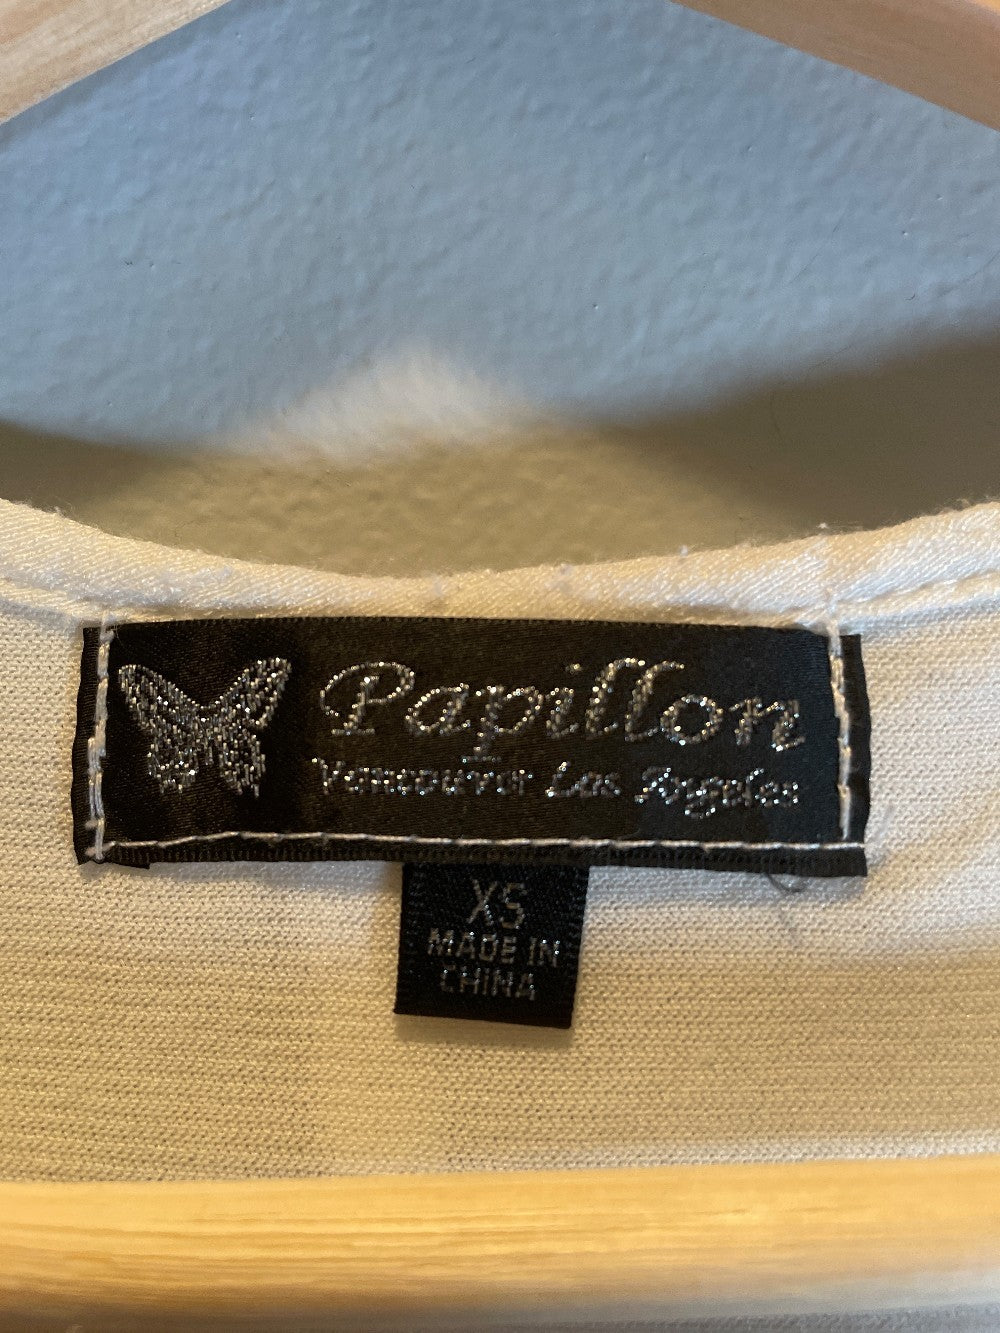 Papillon
Vancouver Los Angeles
XS
MADE IN
CHINA